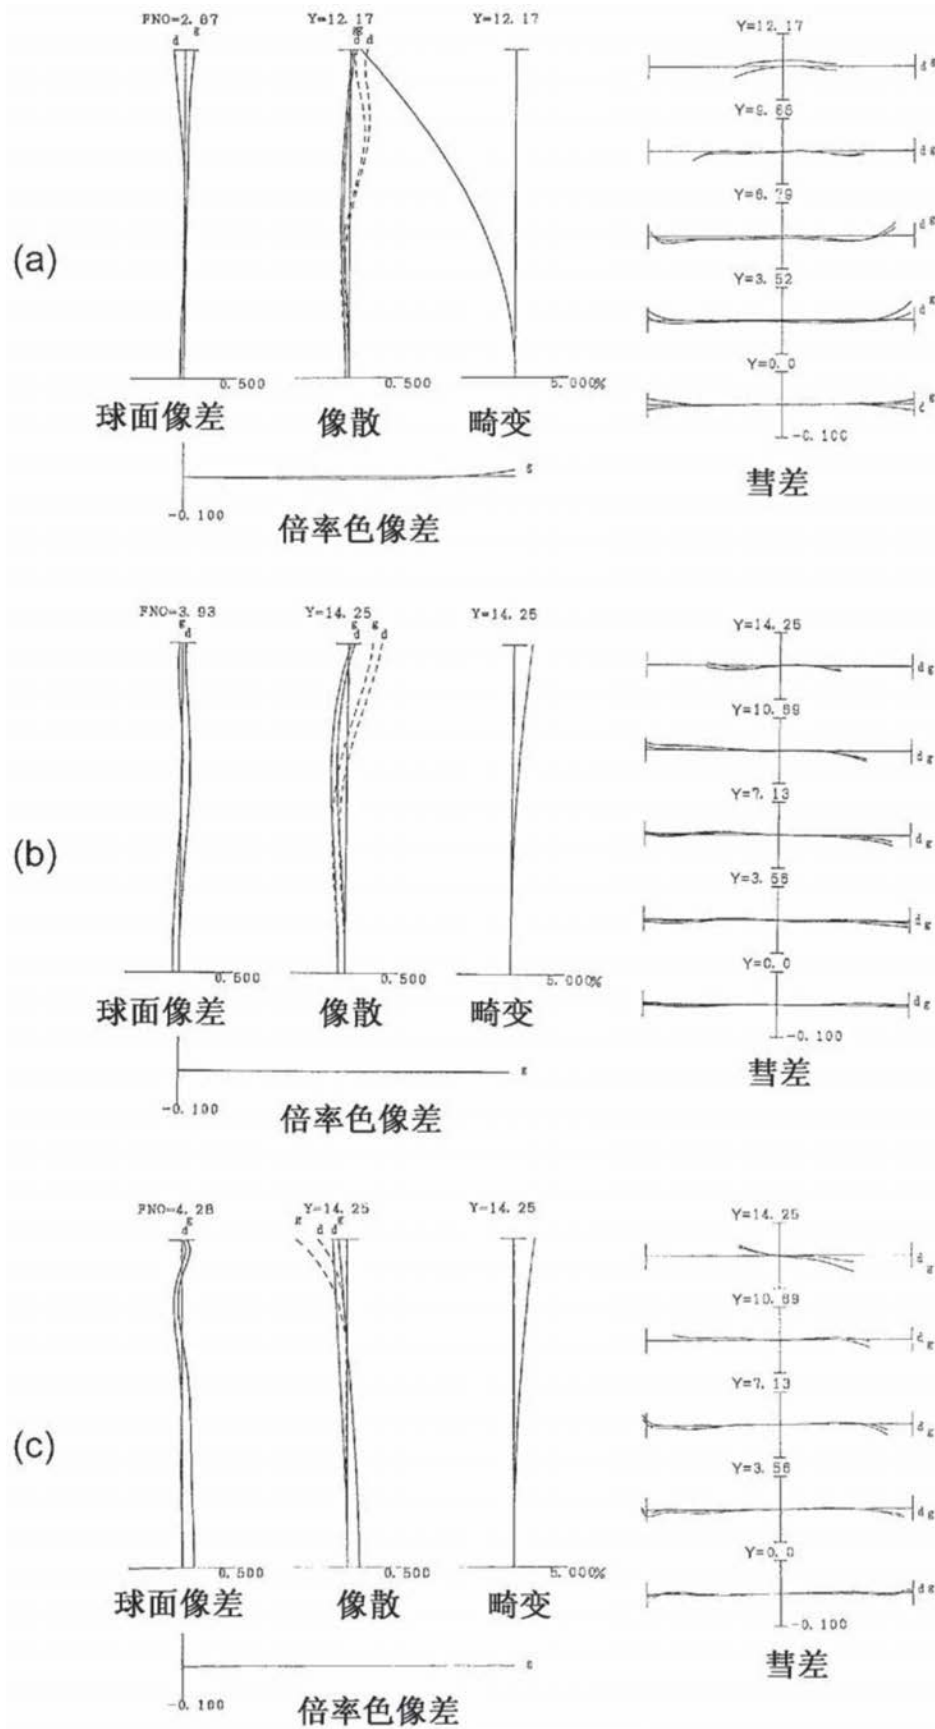 (a)
FNO=2.87
d g
Y=12.17
g
d d
Y=12.17
0.500
0.500
5.000%
球面像差
像散
畸变
g
-0.100
倍率色像差
Y=12.17
d g
Y=9.66
d g
Y=6.79
d g
Y=3.52
d g
Y=0.0
g
-0.100
彗差
(b)
FNO=3.93
g d
Y=14.25
g d g d
Y=14.25
0.500
0.500
5.000%
球面像差
像散
畸变
g
-0.100
倍率色像差
Y=14.25
d g
Y=10.69
d g
Y=7.13
d g
Y=3.56
d g
Y=0.0
d g
-0.100
彗差
(c)
FNO=4.28
d g
Y=14.25
g d d g
Y=14.25
0.500
0.500
5.000%
球面像差
像散
畸变
g
-0.100
倍率色像差
Y=14.25
d g
Y=10.69
d g
Y=7.13
d g
Y=3.56
d g
Y=0.0
d g
-0.100
彗差